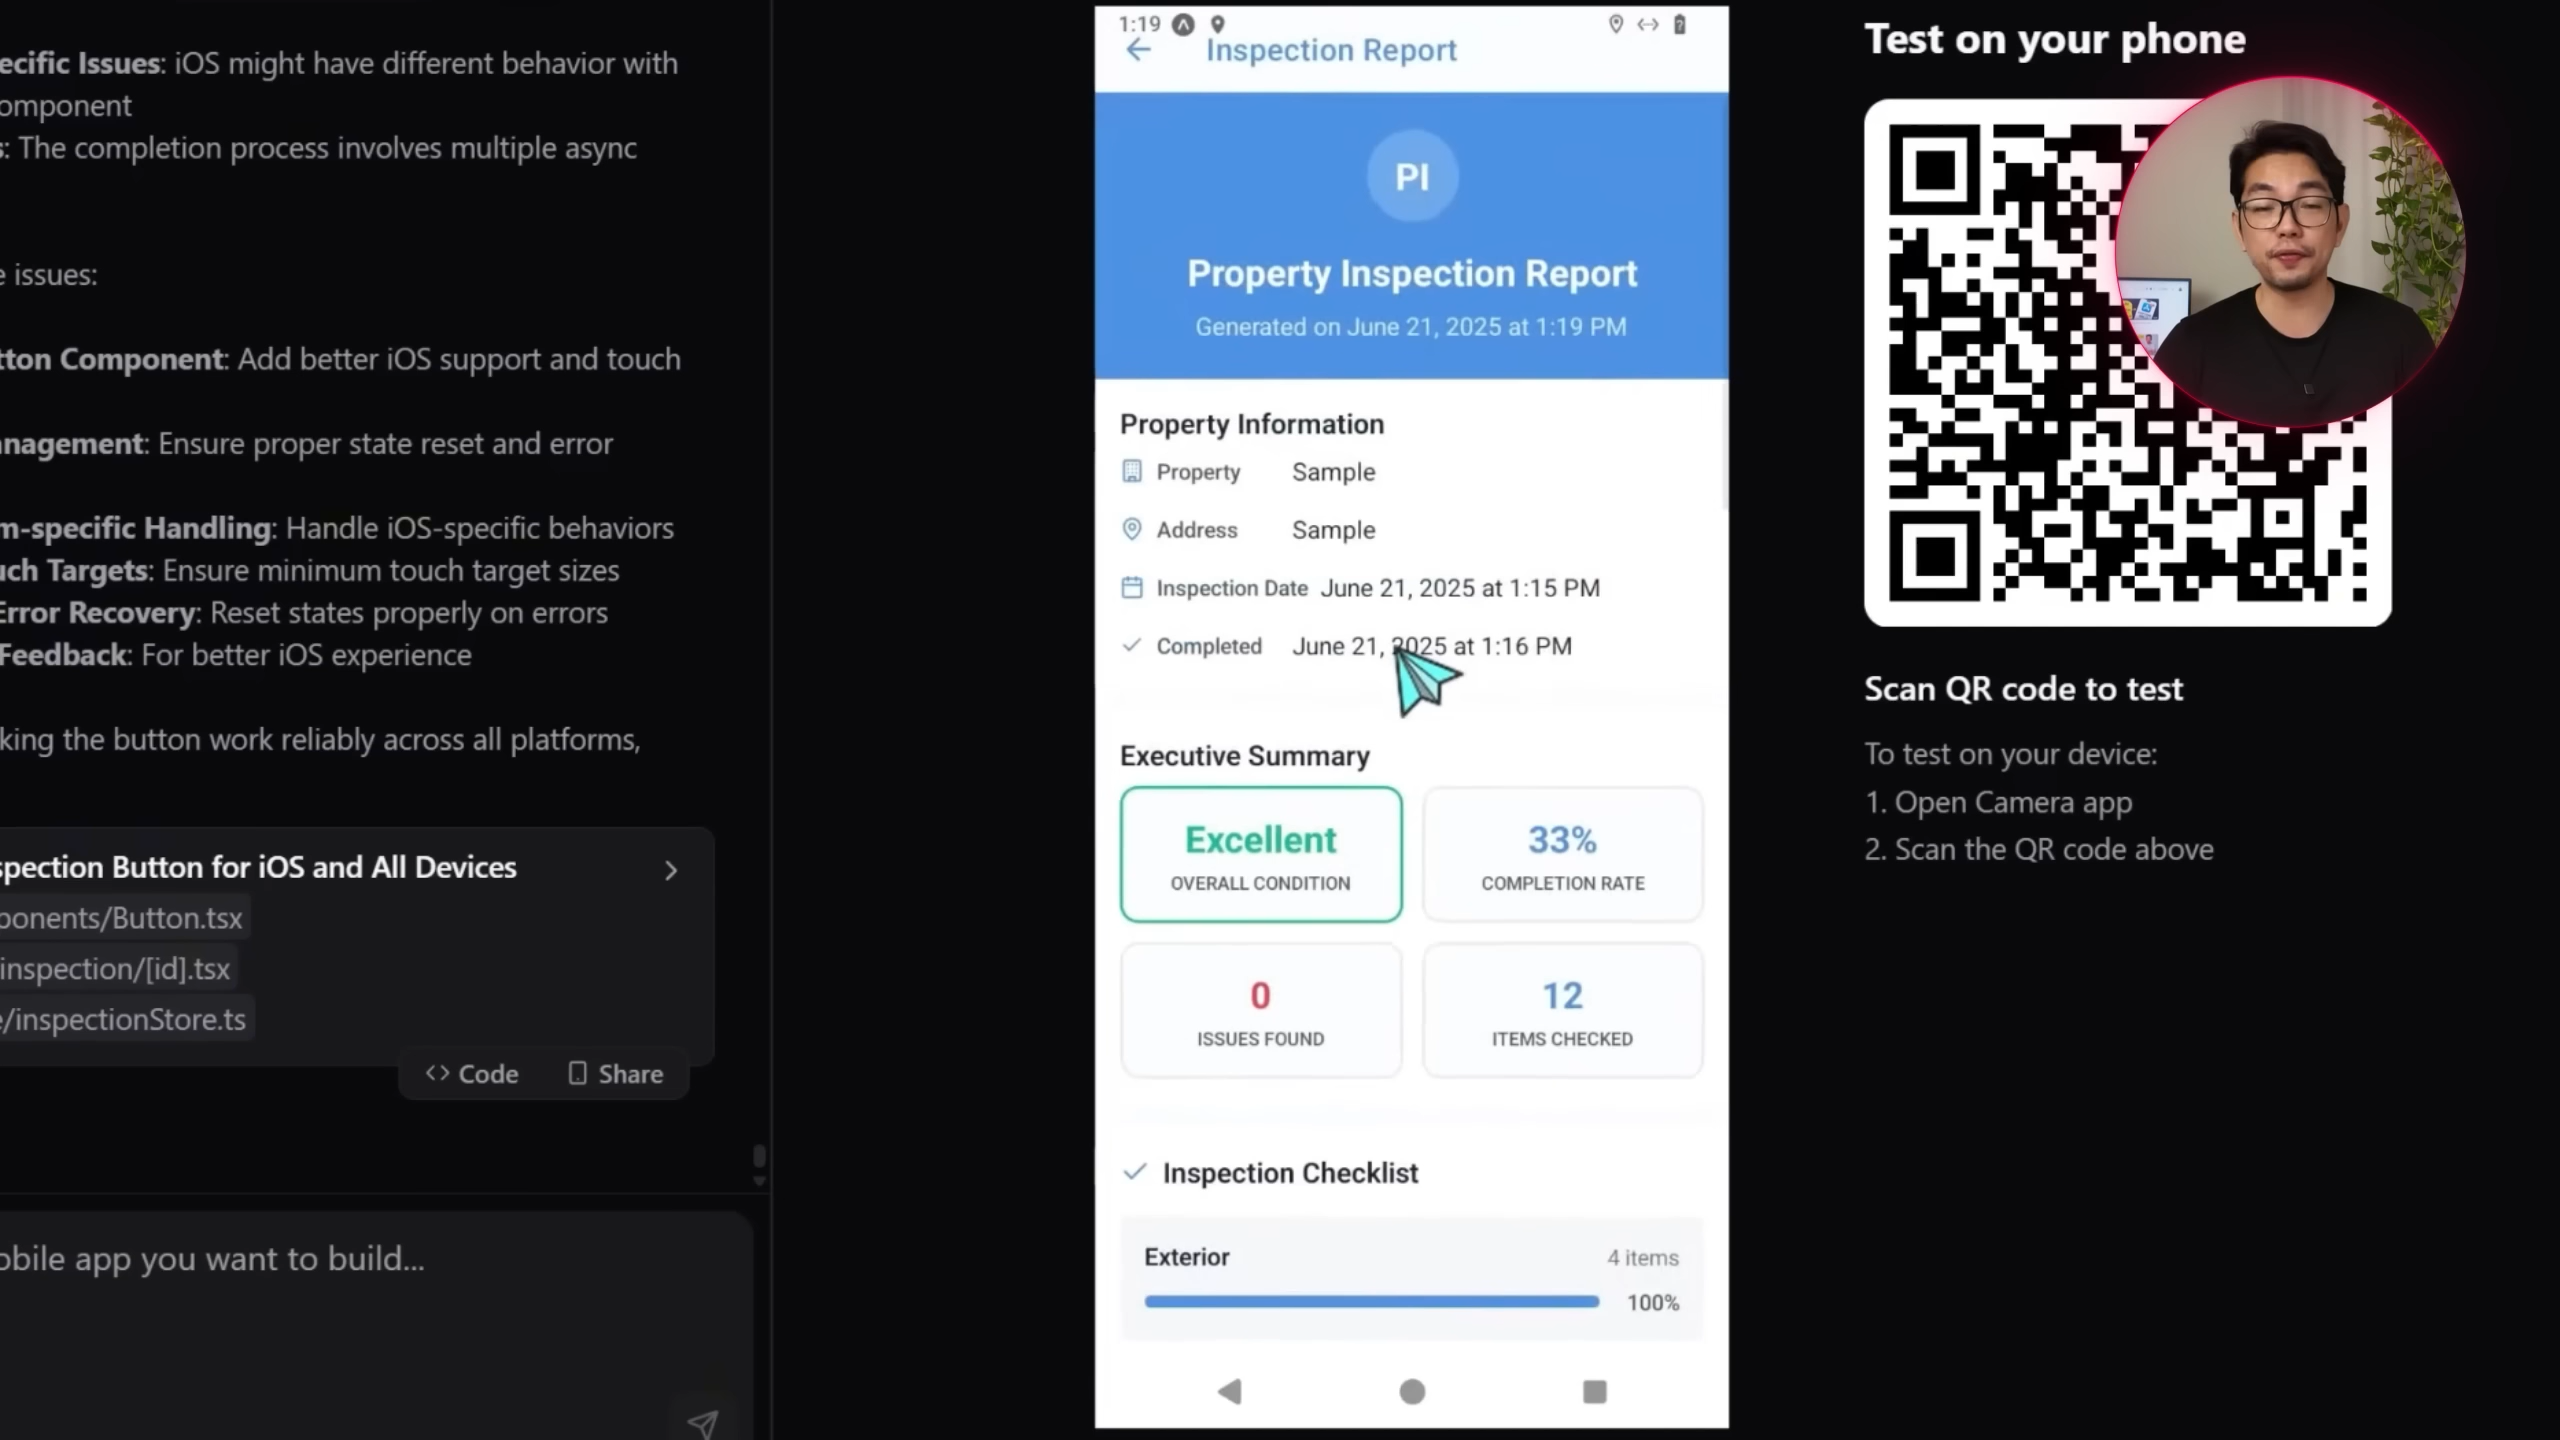 ecific Issues: iOS might have different behavior with
omponent
s: The completion process involves multiple async
e issues:
tton Component: Add better iOS support and touch
nagement: Ensure proper state reset and error
m-specific Handling: Handle iOS-specific behaviors
uch Targets: Ensure minimum touch target sizes
Error Recovery: Reset states properly on errors
Feedback: For better iOS experience
king the button work reliably across all platforms,
spection Button for iOS and All Devices
ponents/Button.tsx
inspection/[id].tsx
e/inspectionStore.ts
Code Share
obile app you want to build...
1:19
Inspection Report
PI
Property Inspection Report
Generated on June 21, 2025 at 1:19 PM
Property Information
Property Sample
Address Sample
Inspection Date June 21, 2025 at 1:15 PM
Completed June 21, 2025 at 1:16 PM
Executive Summary
Excellent
OVERALL CONDITION
33%
COMPLETION RATE
0
ISSUES FOUND
12
ITEMS CHECKED
Inspection Checklist
Exterior 4 items
100%
Test on your phone
Scan QR code to test
To test on your device:
1. Open Camera app
2. Scan the QR code above